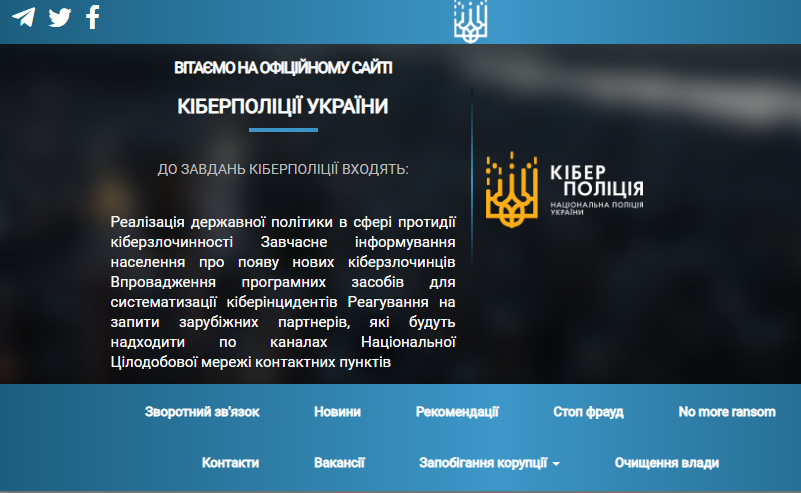 ВІТАЄМО НА ОФІЦІЙНОМУ САЙТІ
КІБЕРПОЛІЦІЇ УКРАЇНИ
ДО ЗАВДАНЬ КІБЕРПОЛІЦІЇ ВХОДЯТЬ:
Реалізація державної політики в сфері протидії
кіберзлочинності Завчасне інформування
населення про появу нових кіберзлочинців
Впровадження програмних засобів для
систематизації кіберінцидентів Реагування на
запити зарубіжних партнерів, які будуть
надходити по каналах Національної
Цілодобової мережі контактних пунктів
КІБЕР
ПОЛІЦІЯ
НАЦІОНАЛЬНА ПОЛІЦІЯ
УКРАЇНИ
Зворотний зв'язок Новини Рекомендації Стоп фрауд No more ransom
Контакти Вакансії Запобігання корупції Очищення влади